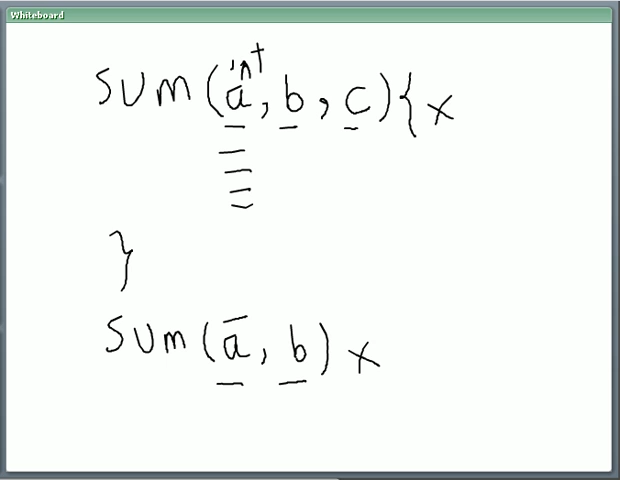 Whiteboard
int
sum(a, b, c){ x
}
sum(a, b) x